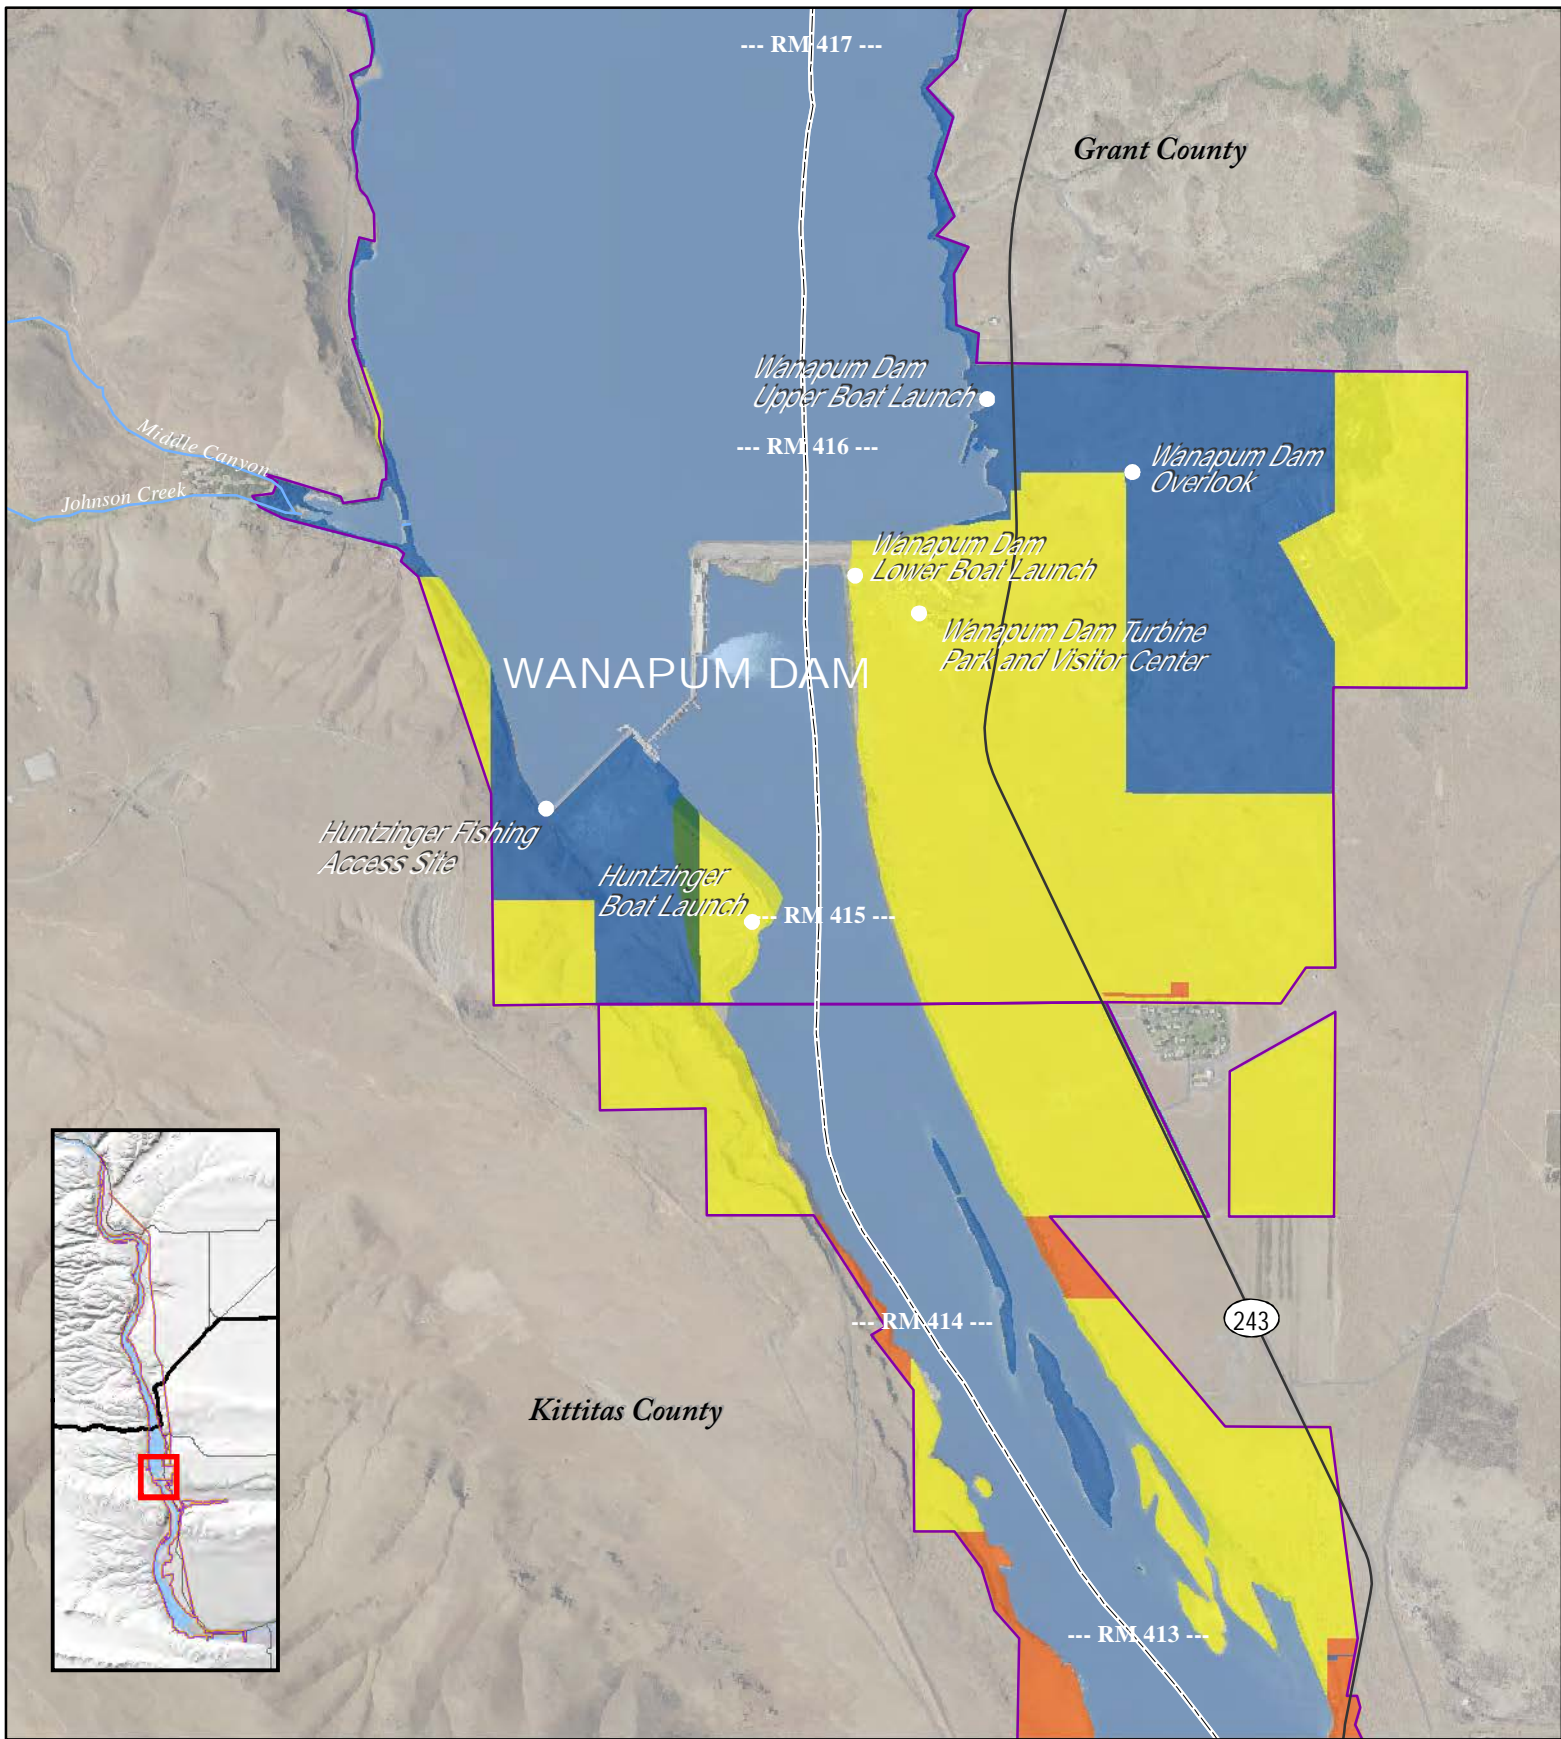 --- RM 417 ---
Grant County
Wanapum Dam
Upper Boat Launch
--- RM 416 ---
Wanapum Dam
Overlook
Middle Canyon
Johnson Creek
Wanapum Dam
Lower Boat Launch
Wanapum Dam Turbine
Park and Visitor Center
WANAPUM DAM
Huntzinger Fishing
Access Site
Huntzinger
Boat Launch
--- RM 415 ---
--- RM 414 ---
243
Kittitas County
--- RM 413 ---